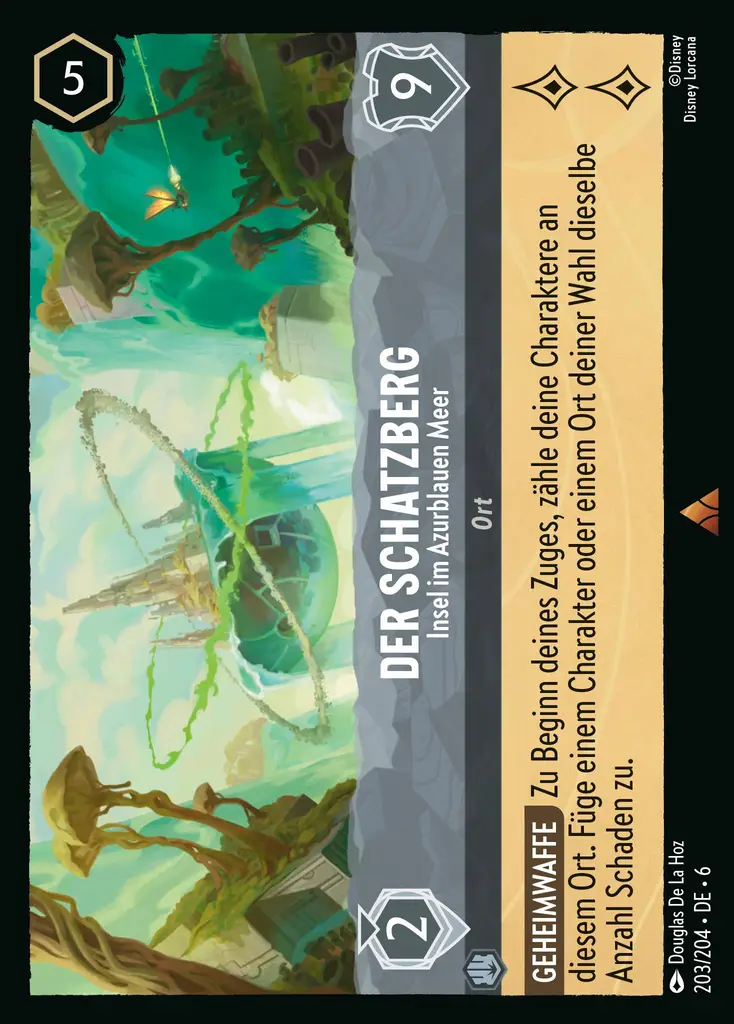 5
2
DER SCHATZBERG
Insel im Azurblauen Meer
9
Ort
GEHEIMWAFFE Zu Beginn deines Zuges, zähle deine Charaktere an
diesem Ort. Füge einem Charakter oder einem Ort deiner Wahl dieselbe
Anzahl Schaden zu.
Douglas De La Hoz
203/204 • DE • 6
©Disney
Disney Lorcana